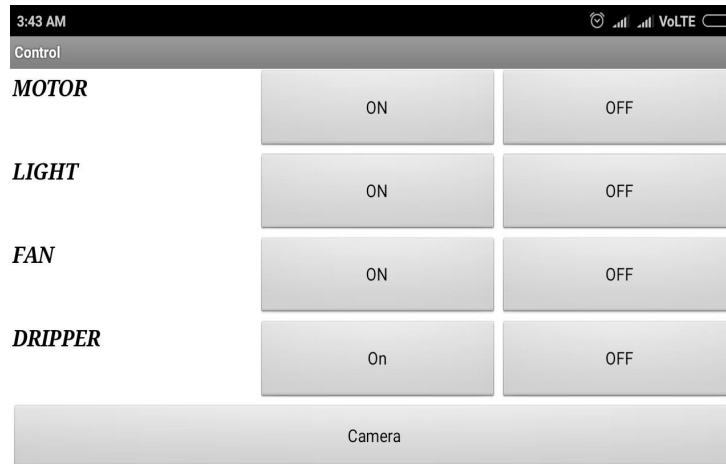 3:43 AM VoLTE
Control
MOTOR ON OFF
LIGHT ON OFF
FAN ON OFF
DRIPPER On OFF
Camera